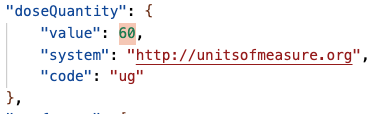 "doseQuantity": {
"value": 60,
"system": "http://unitsofmeasure.org",
"code": "ug"
},